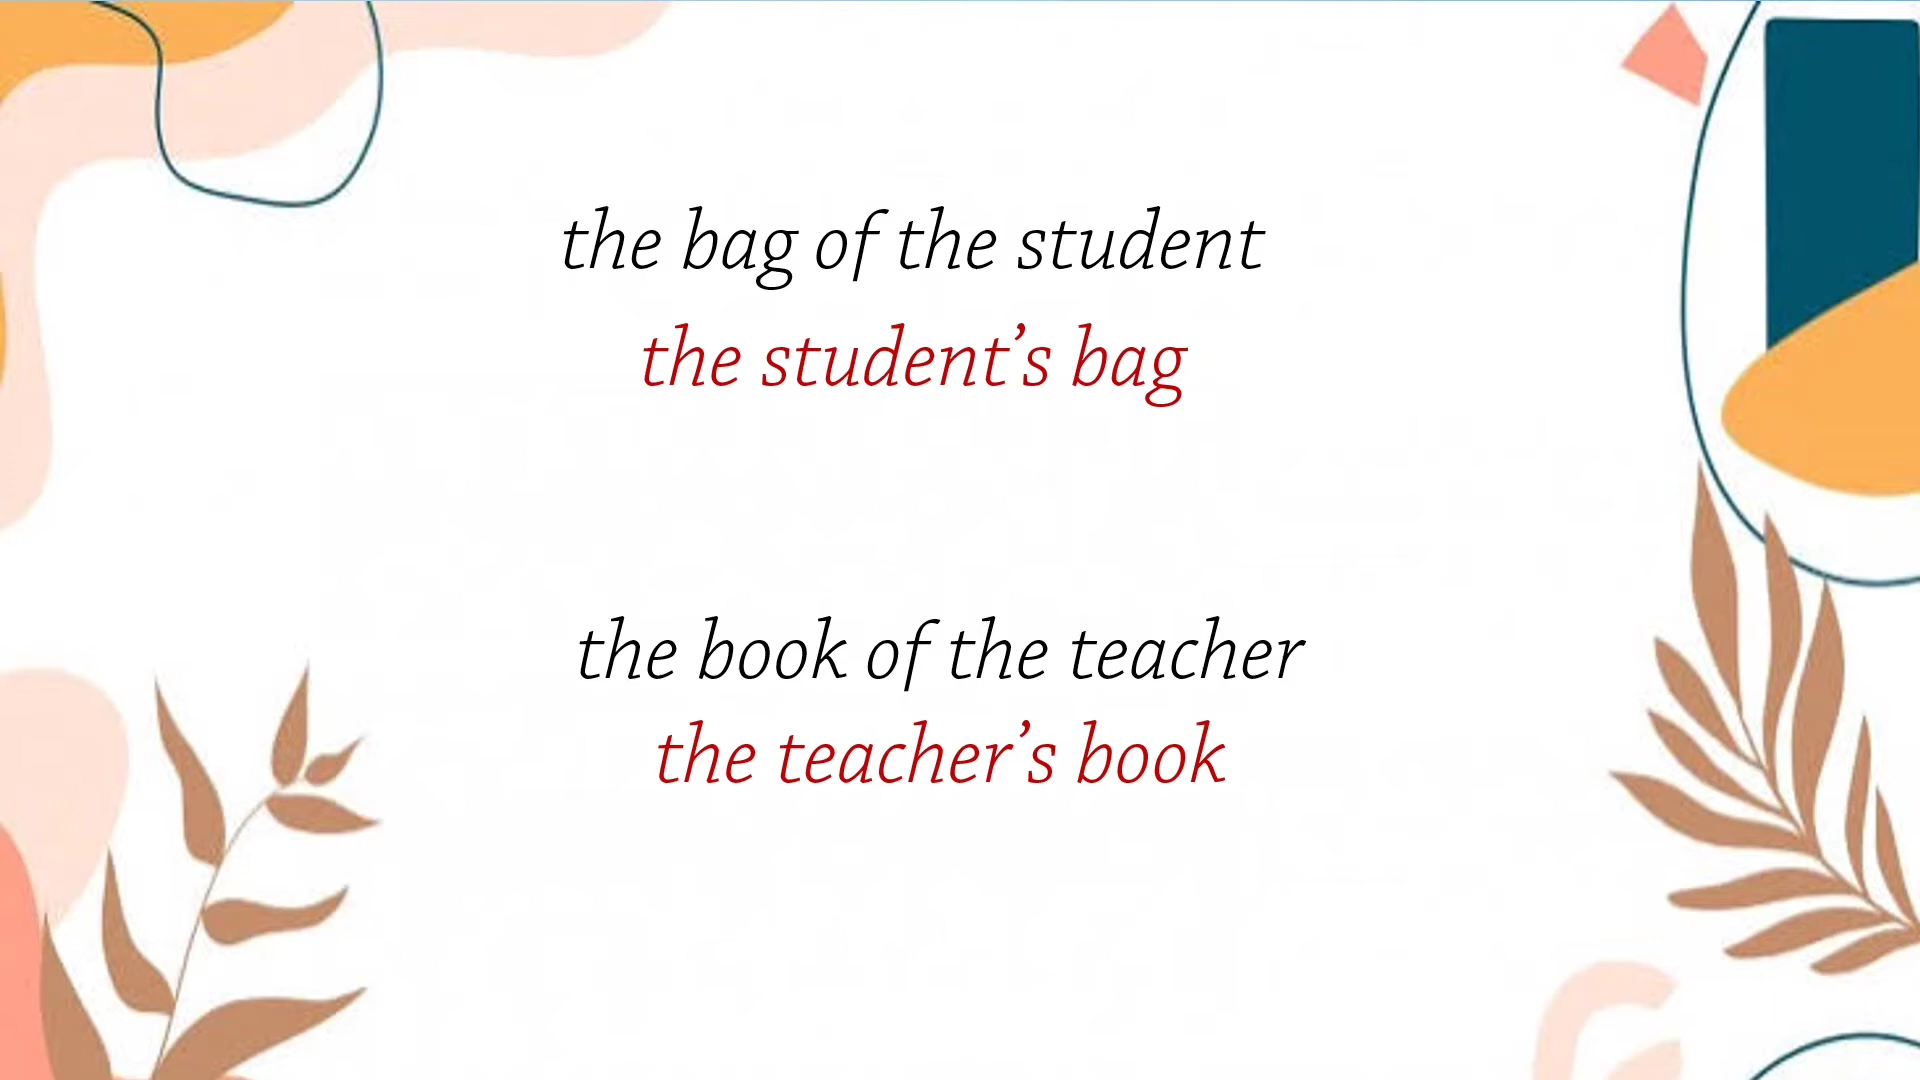 the bag of the student
the student’s bag
the book of the teacher
the teacher’s book